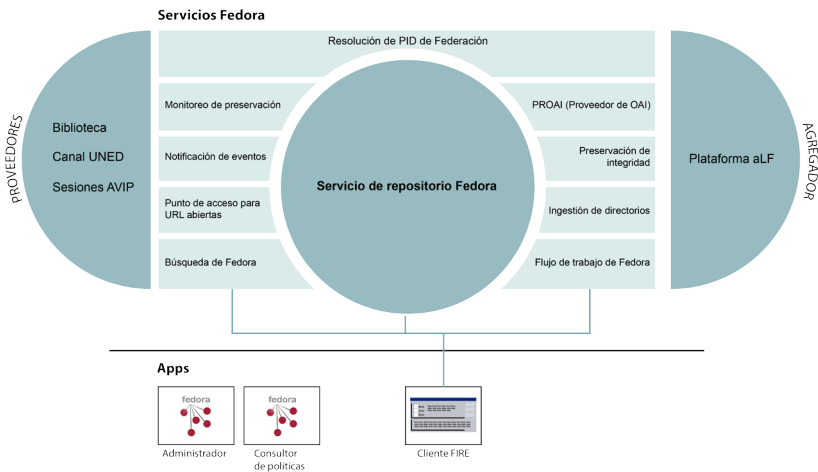 Servicios Fedora
Resolución de PID de Federación
PROVEEDORES
Biblioteca
Canal UNED
Sesiones AVIP
Monitoreo de preservación
Notificación de eventos
Punto de acceso para
URL abiertas
Búsqueda de Fedora
Servicio de repositorio Fedora
PROAI (Proveedor de OAI)
Preservación de
integridad
Ingestión de directorios
Flujo de trabajo de Fedora
Plataforma aLF
AGREGADOR
Apps
fedora
Administrador
fedora
Consultor
de políticas
Cliente FIRE